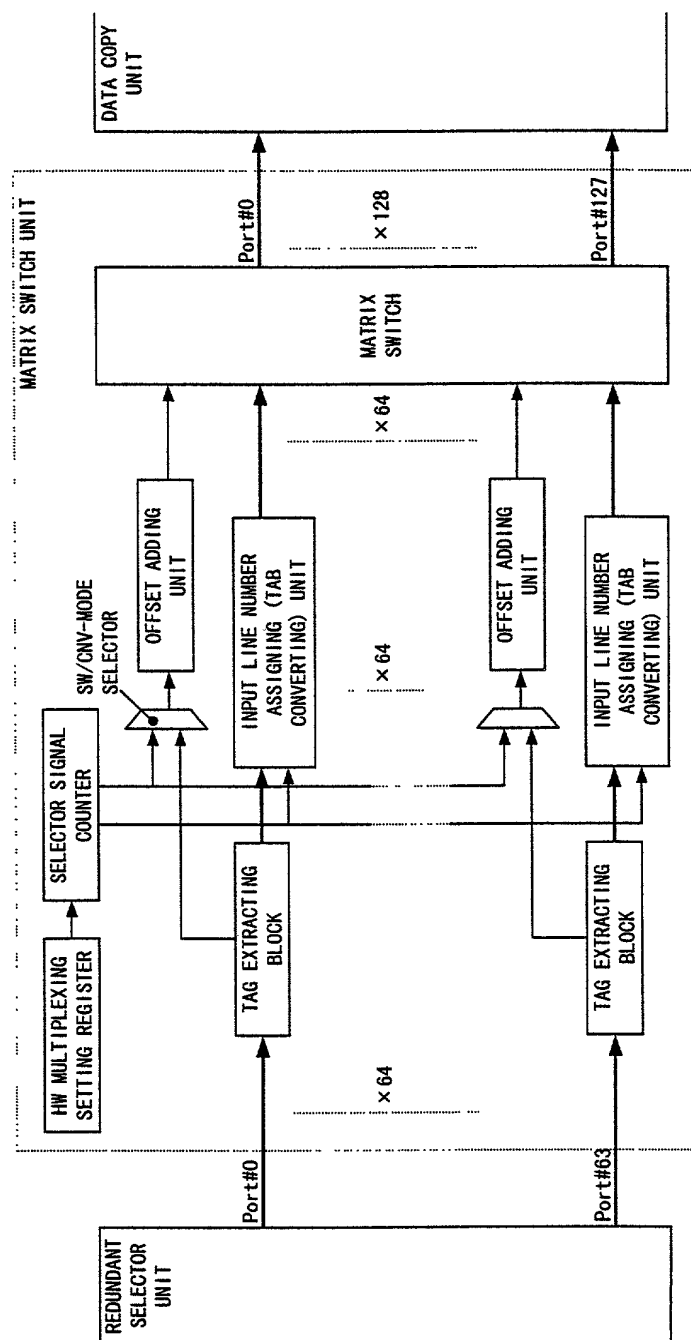 REDUNDANT
SELECTOR
UNIT
Port#0
Port#63
MATRIX SWITCH UNIT
HW MULTIPLEXING
SETTING REGISTER
SELECTOR SIGNAL
COUNTER
SW/CNV-MODE
SELECTOR
×64
TAG EXTRACTING
BLOCK
TAG EXTRACTING
BLOCK
OFFSET ADDING
UNIT
INPUT LINE NUMBER
ASSIGNING (TAB
CONVERTING) UNIT
×64
OFFSET ADDING
UNIT
INPUT LINE NUMBER
ASSIGNING (TAB
CONVERTING) UNIT
×64
MATRIX
SWITCH
Port#0
×128
Port#127
DATA COPY
UNIT